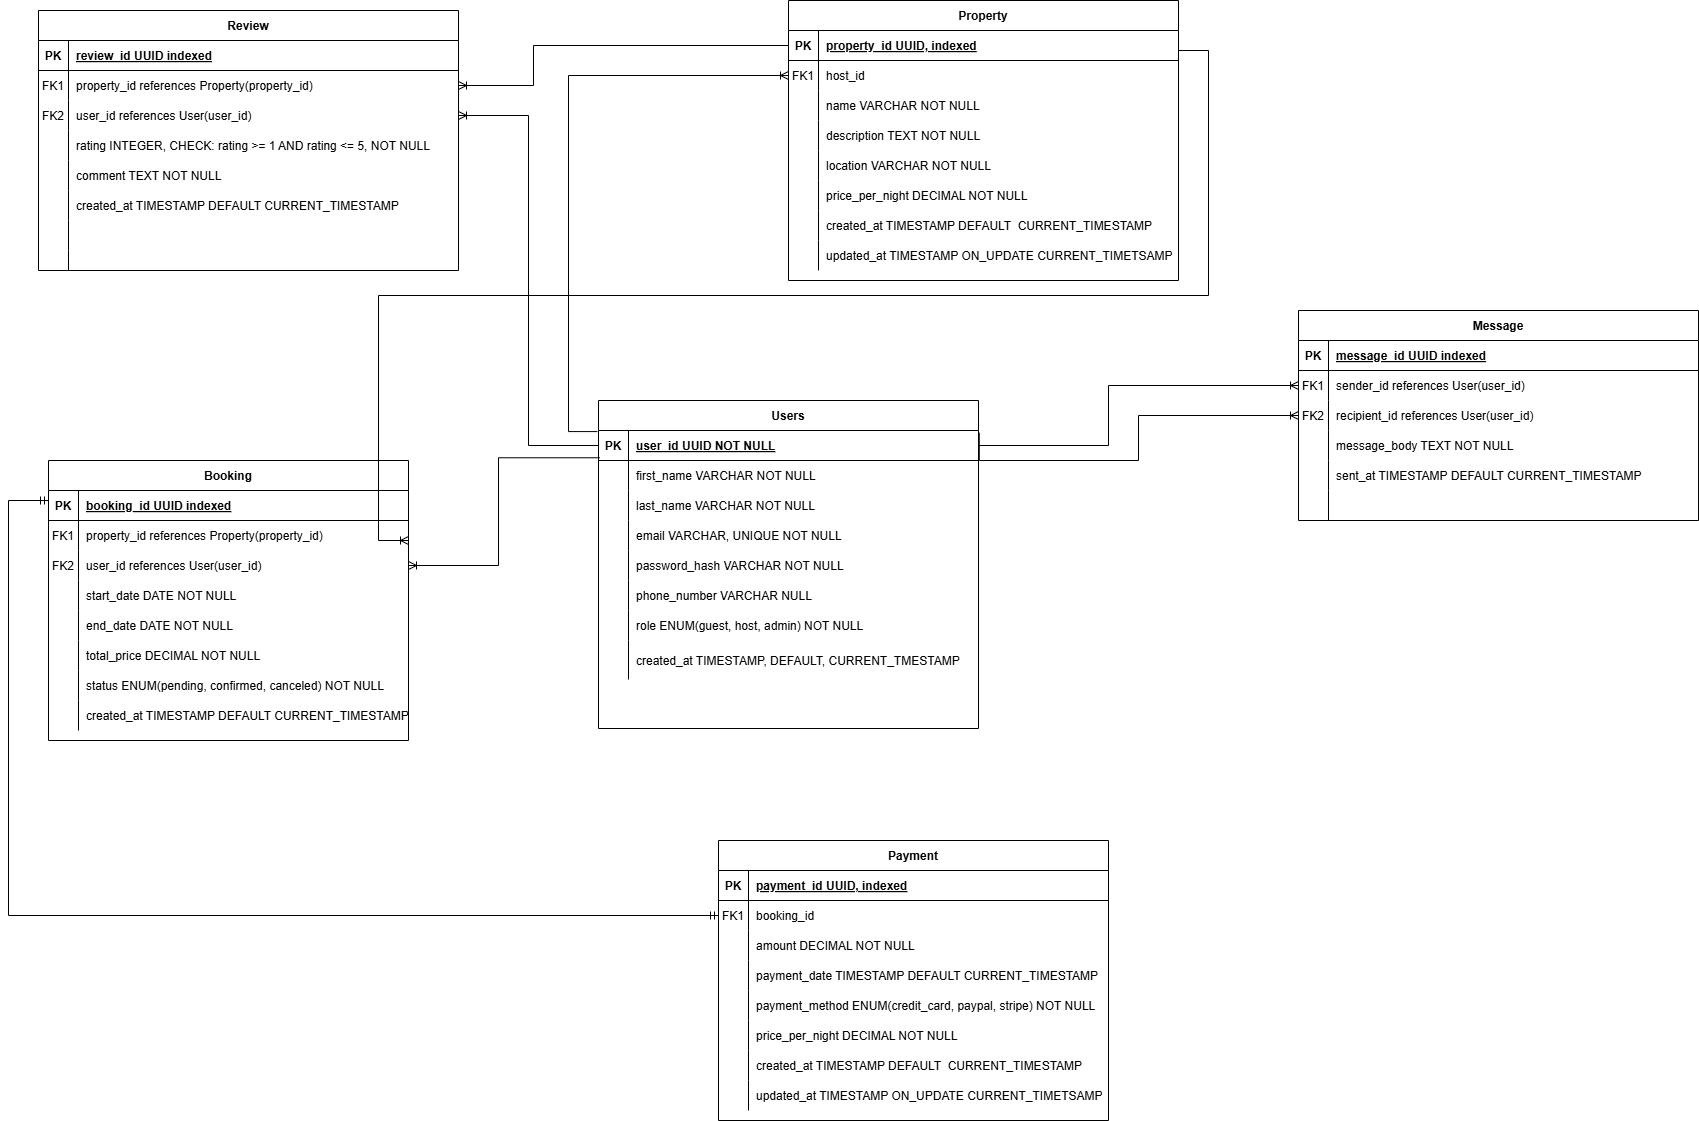 Review
PK review_id UUID indexed
FK1 property_id references Property(property_id)
FK2 user_id references User(user_id)
rating INTEGER, CHECK: rating >= 1 AND rating <= 5, NOT NULL
comment TEXT NOT NULL
created_at TIMESTAMP DEFAULT CURRENT_TIMESTAMP
Property
PK property_id UUID, indexed
FK1 host_id
name VARCHAR NOT NULL
description TEXT NOT NULL
location VARCHAR NOT NULL
price_per_night DECIMAL NOT NULL
created_at TIMESTAMP DEFAULT  CURRENT_TIMESTAMP
updated_at TIMESTAMP ON_UPDATE CURRENT_TIMETSAMP
Message
PK message_id UUID indexed
FK1 sender_id references User(user_id)
FK2 recipient_id references User(user_id)
message_body TEXT NOT NULL
sent_at TIMESTAMP DEFAULT CURRENT_TIMESTAMP
Users
PK user_id UUID NOT NULL
first_name VARCHAR NOT NULL
last_name VARCHAR NOT NULL
email VARCHAR, UNIQUE NOT NULL
password_hash VARCHAR NOT NULL
phone_number VARCHAR NULL
role ENUM(guest, host, admin) NOT NULL
created_at TIMESTAMP, DEFAULT, CURRENT_TMESTAMP
Booking
PK booking_id UUID indexed
FK1 property_id references Property(property_id)
FK2 user_id references User(user_id)
start_date DATE NOT NULL
end_date DATE NOT NULL
total_price DECIMAL NOT NULL
status ENUM(pending, confirmed, canceled) NOT NULL
created_at TIMESTAMP DEFAULT CURRENT_TIMESTAMP
Payment
PK payment_id UUID, indexed
FK1 booking_id
amount DECIMAL NOT NULL
payment_date TIMESTAMP DEFAULT CURRENT_TIMESTAMP
payment_method ENUM(credit_card, paypal, stripe) NOT NULL
price_per_night DECIMAL NOT NULL
created_at TIMESTAMP DEFAULT  CURRENT_TIMESTAMP
updated_at TIMESTAMP ON_UPDATE CURRENT_TIMETSAMP